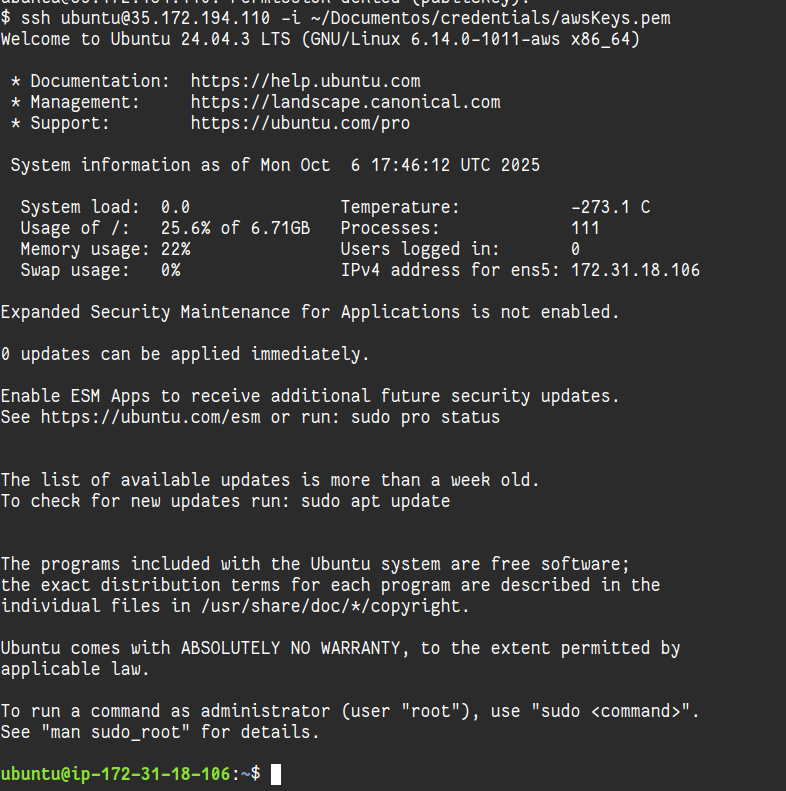 $ ssh ubuntu@35.172.194.110 -i ~/Documentos/credentials/awsKeys.pem
Welcome to Ubuntu 24.04.3 LTS (GNU/Linux 6.14.0-1011-aws x86_64)
* Documentation: https://help.ubuntu.com
* Management: https://landscape.canonical.com
* Support: https://ubuntu.com/pro
System information as of Mon Oct 6 17:46:12 UTC 2025
System load: 0.0 Temperature: -273.1 C
Usage of /: 25.6% of 6.71GB Processes: 111
Memory usage: 22% Users logged in: 0
Swap usage: 0% IPv4 address for ens5: 172.31.18.106
Expanded Security Maintenance for Applications is not enabled.
0 updates can be applied immediately.
Enable ESM Apps to receive additional future security updates.
See https://ubuntu.com/esm or run: sudo pro status
The list of available updates is more than a week old.
To check for new updates run: sudo apt update
The programs included with the Ubuntu system are free software;
the exact distribution terms for each program are described in the
individual files in /usr/share/doc/*/copyright.
Ubuntu comes with ABSOLUTELY NO WARRANTY, to the extent permitted by
applicable law.
To run a command as administrator (user "root"), use "sudo <command>".
See "man sudo_root" for details.
ubuntu@ip-172-31-18-106:~$